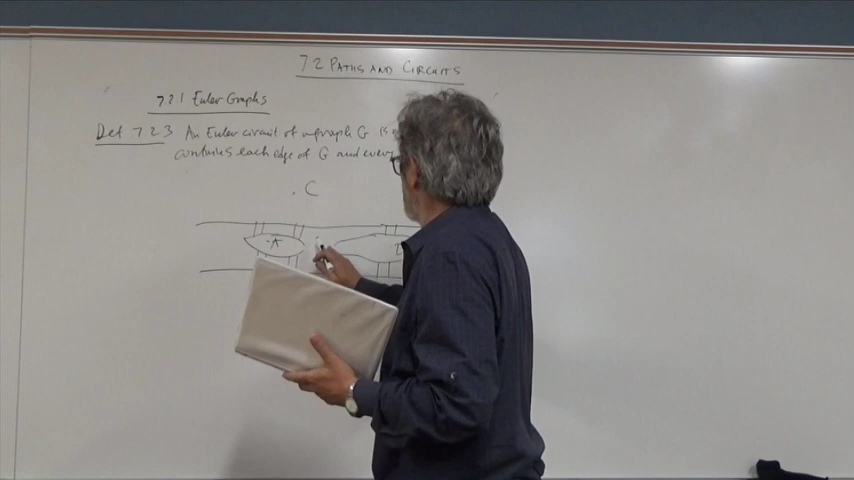 7.2 PATHS AND CIRCUITS
7.2.1 Euler Graphs
Def 7.2.3 An Euler circuit of a graph G is
contains each edge of G and every
C
A